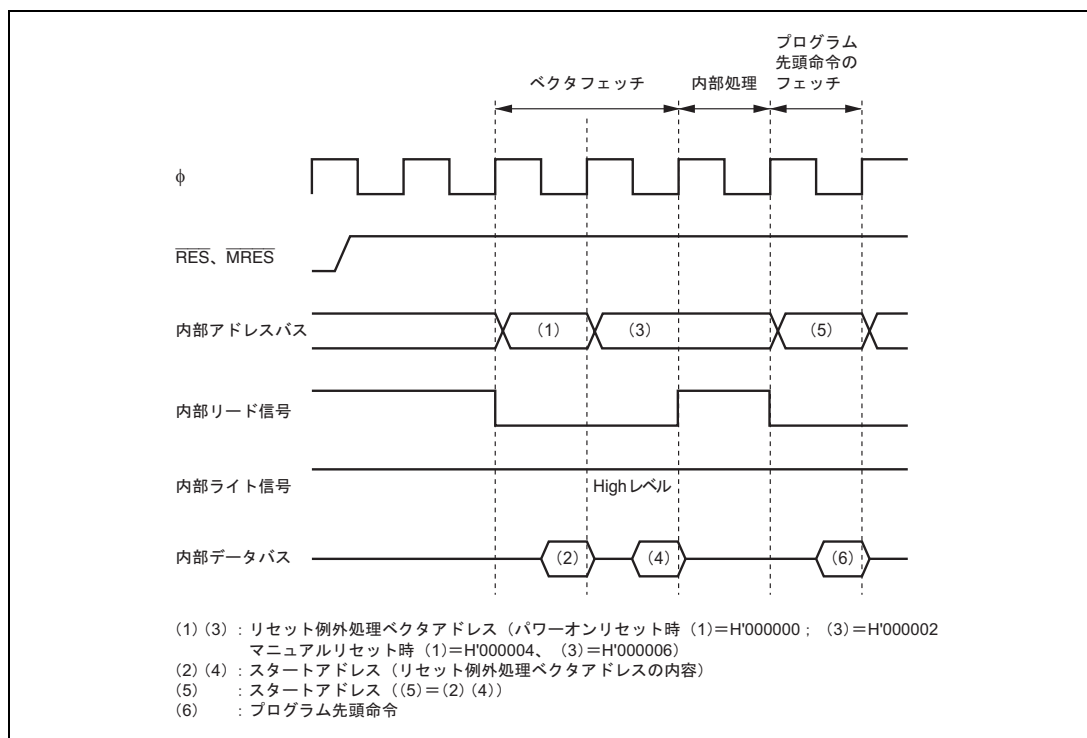 プログラム
先頭命令の
フェッチ
ベクタフェッチ
内部処理
φ
RES、MRES
内部アドレスバス
(1)
(3)
(5)
内部リード信号
内部ライト信号
Highレベル
内部データバス
(2)
(4)
(6)
(1)(3) : リセット例外処理ベクタアドレス（パワーオンリセット時 (1)＝H'000000 ; (3)＝H'000002
マニュアルリセット時 (1)＝H'000004、 (3)＝H'000006）
(2)(4) : スタートアドレス（リセット例外処理ベクタアドレスの内容）
(5) : スタートアドレス（(5)＝(2)(4)）
(6) : プログラム先頭命令